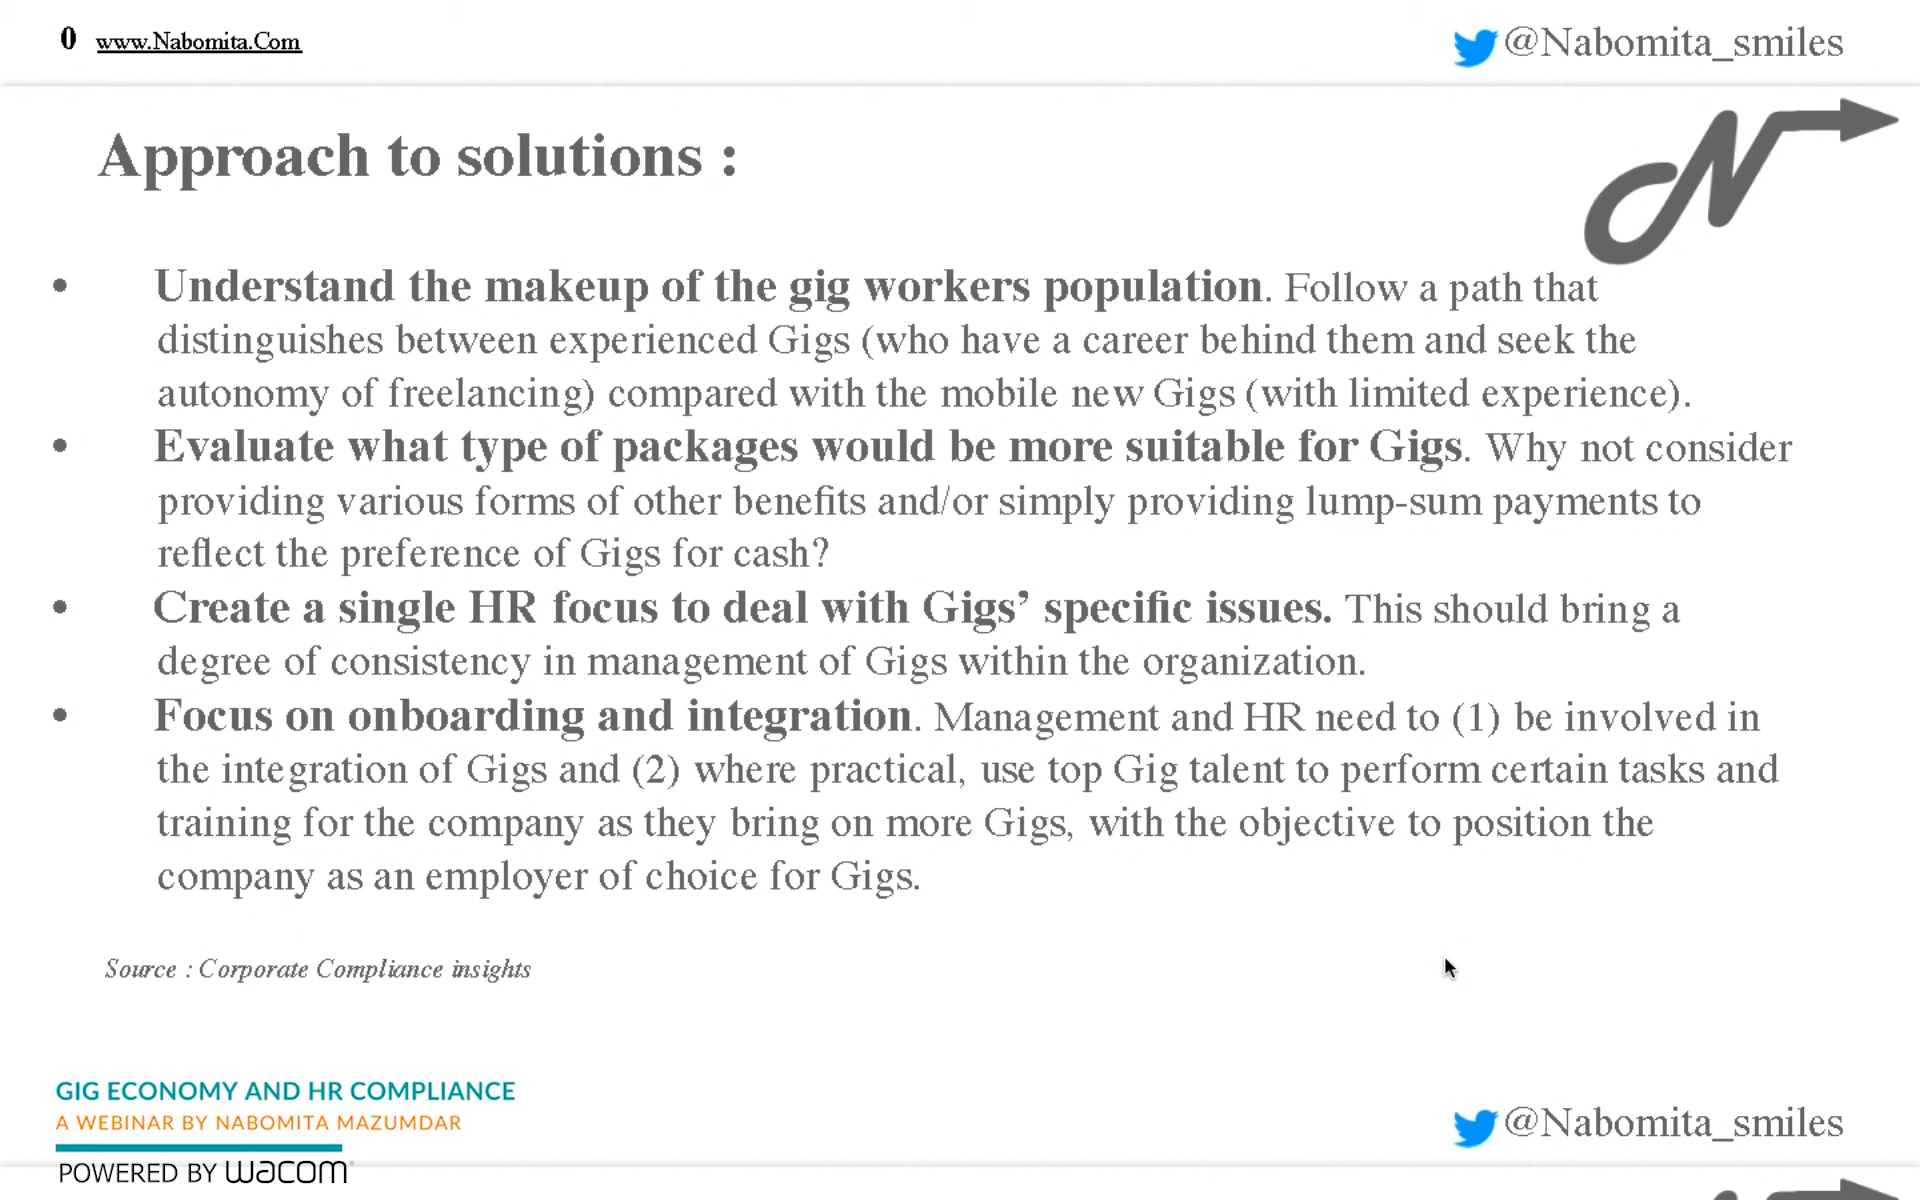 0 www.Nabomita.Com
@Nabomita_smiles
Approach to solutions :
• Understand the makeup of the gig workers population. Follow a path that
distinguishes between experienced Gigs (who have a career behind them and seek the
autonomy of freelancing) compared with the mobile new Gigs (with limited experience).
• Evaluate what type of packages would be more suitable for Gigs. Why not consider
providing various forms of other benefits and/or simply providing lump-sum payments to
reflect the preference of Gigs for cash?
• Create a single HR focus to deal with Gigs’ specific issues. This should bring a
degree of consistency in management of Gigs within the organization.
• Focus on onboarding and integration. Management and HR need to (1) be involved in
the integration of Gigs and (2) where practical, use top Gig talent to perform certain tasks and
training for the company as they bring on more Gigs, with the objective to position the
company as an employer of choice for Gigs.
Source : Corporate Compliance insights
GIG ECONOMY AND HR COMPLIANCE
A WEBINAR BY NABOMITA MAZUMDAR
@Nabomita_smiles
POWERED BY wacom